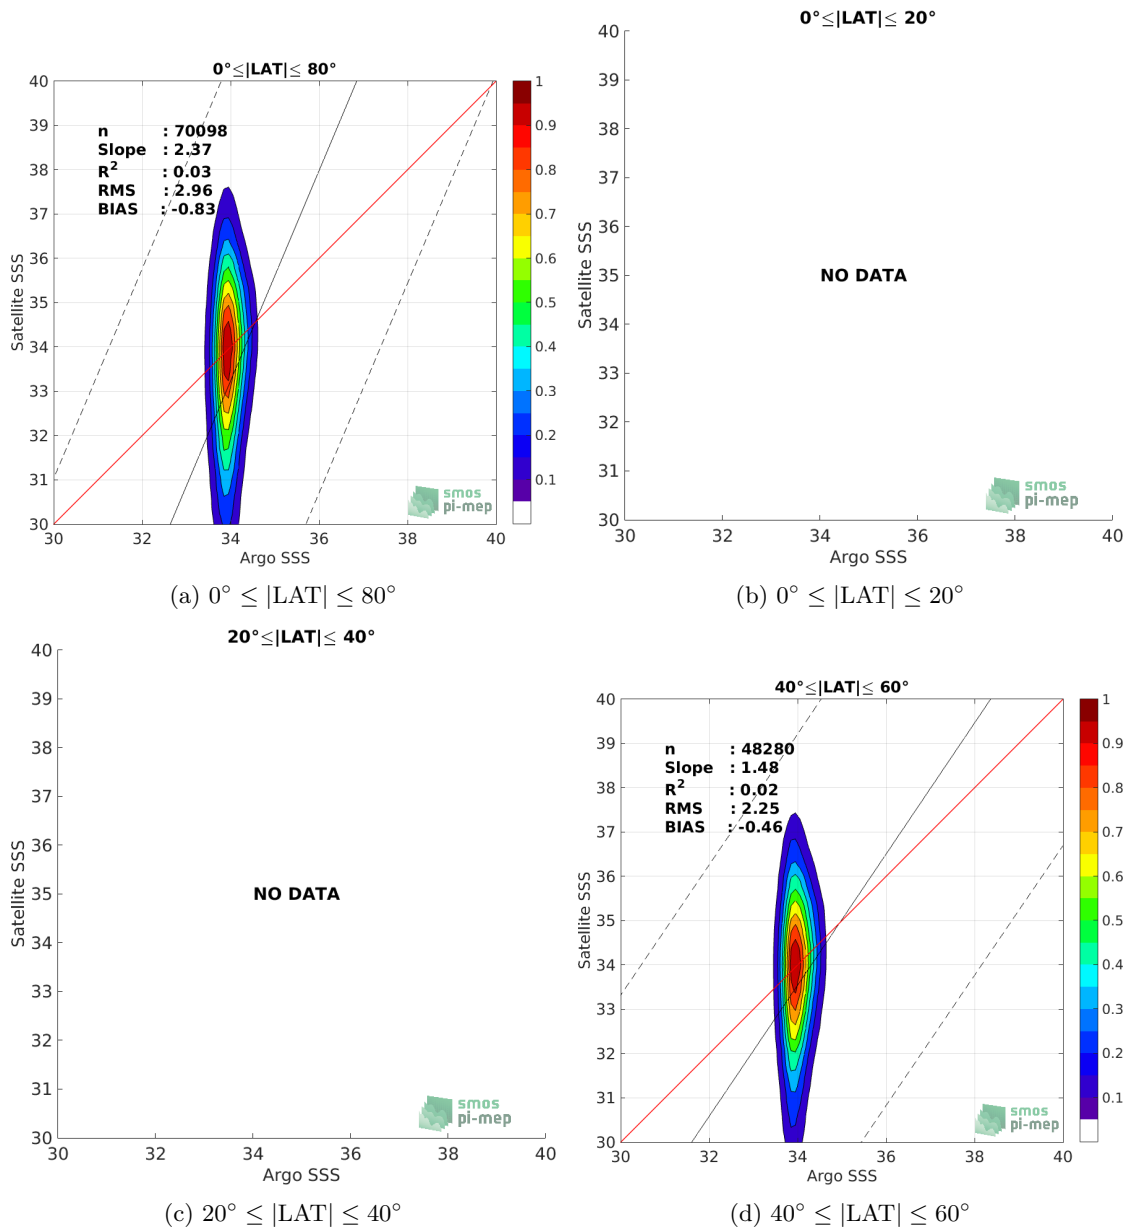 0°≤|LAT|≤ 80°
40
39
38
37
36
35
34
33
32
31
30
Satellite SSS
n : 70098
Slope : 2.37
R2 : 0.03
RMS : 2.96
BIAS : -0.83
smos
pi-mep
30 32 34 36 38 40
Argo SSS
1
0.9
0.8
0.7
0.6
0.5
0.4
0.3
0.2
0.1
(a) 0° ≤ |LAT| ≤ 80°
0°≤|LAT|≤ 20°
40
39
38
37
36
35
34
33
32
31
30
Satellite SSS
NO DATA
smos
pi-mep
30 32 34 36 38 40
Argo SSS
(b) 0° ≤ |LAT| ≤ 20°
20°≤|LAT|≤ 40°
40
39
38
37
36
35
34
33
32
31
30
Satellite SSS
NO DATA
smos
pi-mep
30 32 34 36 38 40
Argo SSS
(c) 20° ≤ |LAT| ≤ 40°
40°≤|LAT|≤ 60°
40
39
38
37
36
35
34
33
32
31
30
Satellite SSS
n : 48280
Slope : 1.48
R2 : 0.02
RMS : 2.25
BIAS : -0.46
smos
pi-mep
30 32 34 36 38 40
Argo SSS
1
0.9
0.8
0.7
0.6
0.5
0.4
0.3
0.2
0.1
(d) 40° ≤ |LAT| ≤ 60°